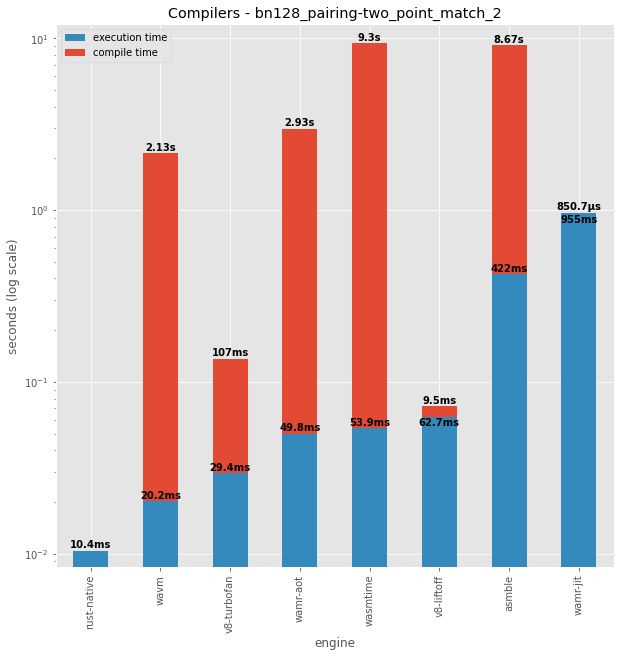 Compilers - bn128_pairing-two_point_match_2
execution time
compile time
10.4ms
2.13s
20.2ms
107ms
29.4ms
2.93s
49.8ms
9.3s
53.9ms
9.5ms
62.7ms
8.67s
422ms
850.7μs
955ms
10¹
10⁰
10⁻¹
10⁻²
seconds (log scale)
rust-native
wavm
v8-turbofan
wamr-aot
wasmtime
v8-liftoff
asmble
wamr-jit
engine